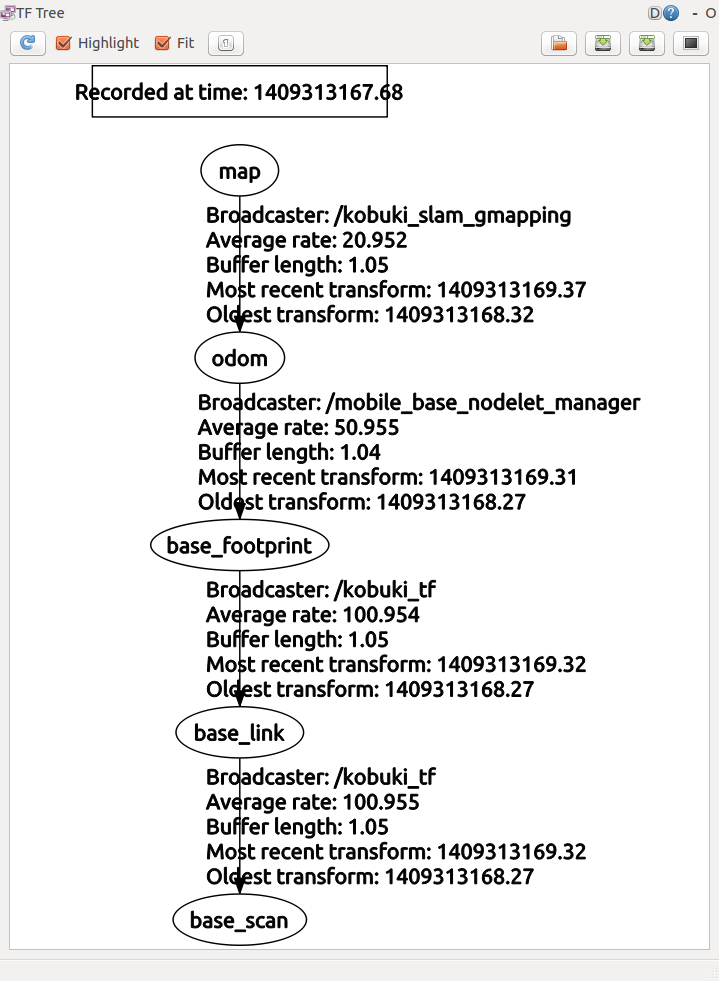 TF Tree
D ? - O
Highlight Fit
Recorded at time: 1409313167.68
map
Broadcaster: /kobuki_slam_gmapping
Average rate: 20.952
Buffer length: 1.05
Most recent transform: 1409313169.37
Oldest transform: 1409313168.32
odom
Broadcaster: /mobile_base_nodelet_manager
Average rate: 50.955
Buffer length: 1.04
Most recent transform: 1409313169.31
Oldest transform: 1409313168.27
base_footprint
Broadcaster: /kobuki_tf
Average rate: 100.954
Buffer length: 1.05
Most recent transform: 1409313169.32
Oldest transform: 1409313168.27
base_link
Broadcaster: /kobuki_tf
Average rate: 100.955
Buffer length: 1.05
Most recent transform: 1409313169.32
Oldest transform: 1409313168.27
base_scan